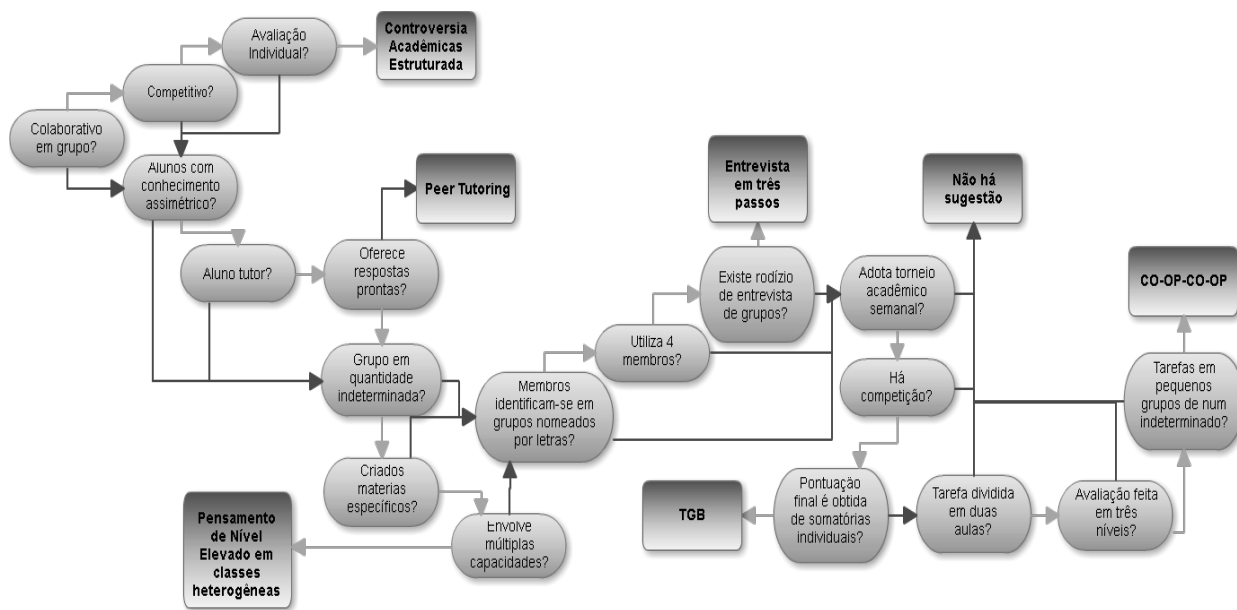 Avaliação
Individual?
Controversia
Acadêmicas
Estruturada
Competitivo?
Colaborativo
em grupo?
Alunos com
conhecimento
assimétrico?
Peer Tutoring
Entrevista
em três
passos
Não há
sugestão
Aluno tutor?
Oferece
respostas
prontas?
Existe rodízio
de entrevista
de grupos?
Adota torneio
acadêmico
semanal?
CO-OP-CO-OP
Utiliza 4
membros?
Grupo em
quantidade
indeterminada?
Membros
identificam-se em
grupos nomeados
por letras?
Há
competição?
Tarefas em
pequenos
grupos de num
indeterminado?
Criados
materias
específicos?
Pensamento
de Nível
Elevado em
classes
heterogêneas
Envolve
múltiplas
capacidades?
TGB
Pontuação
final é obtida
de somatórias
individuais?
Tarefa dividida
em duas
aulas?
Avaliação feita
em três
níveis?